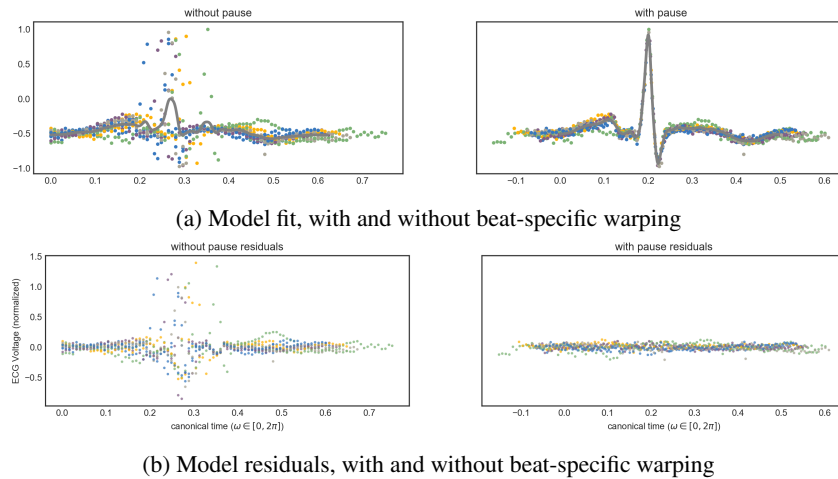 without pause
with pause
1.0
0.5
0.0
−0.5
−1.0
0.0 0.1 0.2 0.3 0.4 0.5 0.6 0.7
−0.1 0.0 0.1 0.2 0.3 0.4 0.5 0.6
(a) Model fit, with and without beat-specific warping
without pause residuals
with pause residuals
ECG Voltage (normalized)
1.5
1.0
0.5
0.0
−0.5
0.0 0.1 0.2 0.3 0.4 0.5 0.6 0.7
−0.1 0.0 0.1 0.2 0.3 0.4 0.5 0.6
canonical time (ω ∈ [0, 2π])
canonical time (ω ∈ [0, 2π])
(b) Model residuals, with and without beat-specific warping